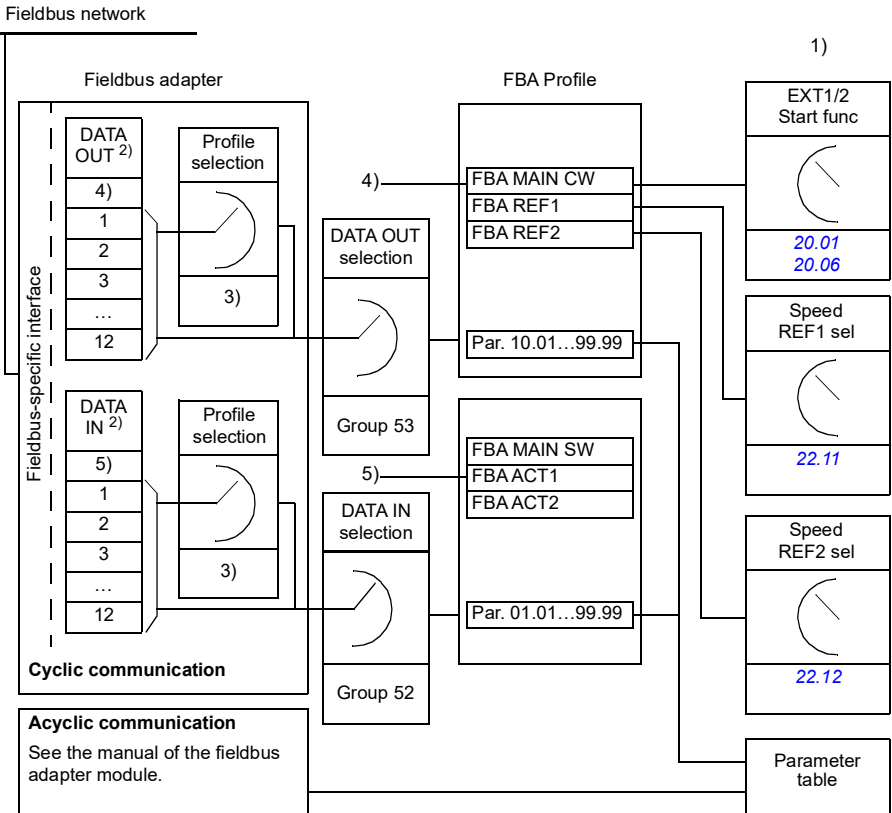 Fieldbus network
1)
Fieldbus adapter
FBA Profile
EXT1/2
Start func
20.01
20.06
DATA
OUT 2)
4)
1
2
3
…
12
Profile
selection
3)
4)
DATA OUT
selection
Group 53
FBA MAIN CW
FBA REF1
FBA REF2
Par. 10.01…99.99
Speed
REF1 sel
22.11
Fieldbus-specific interface
DATA
IN 2)
5)
1
2
3
…
12
Profile
selection
3)
5)
DATA IN
selection
Group 52
FBA MAIN SW
FBA ACT1
FBA ACT2
Par. 01.01…99.99
Speed
REF2 sel
22.12
Cyclic communication
Acyclic communication
See the manual of the fieldbus
adapter module.
Parameter
table